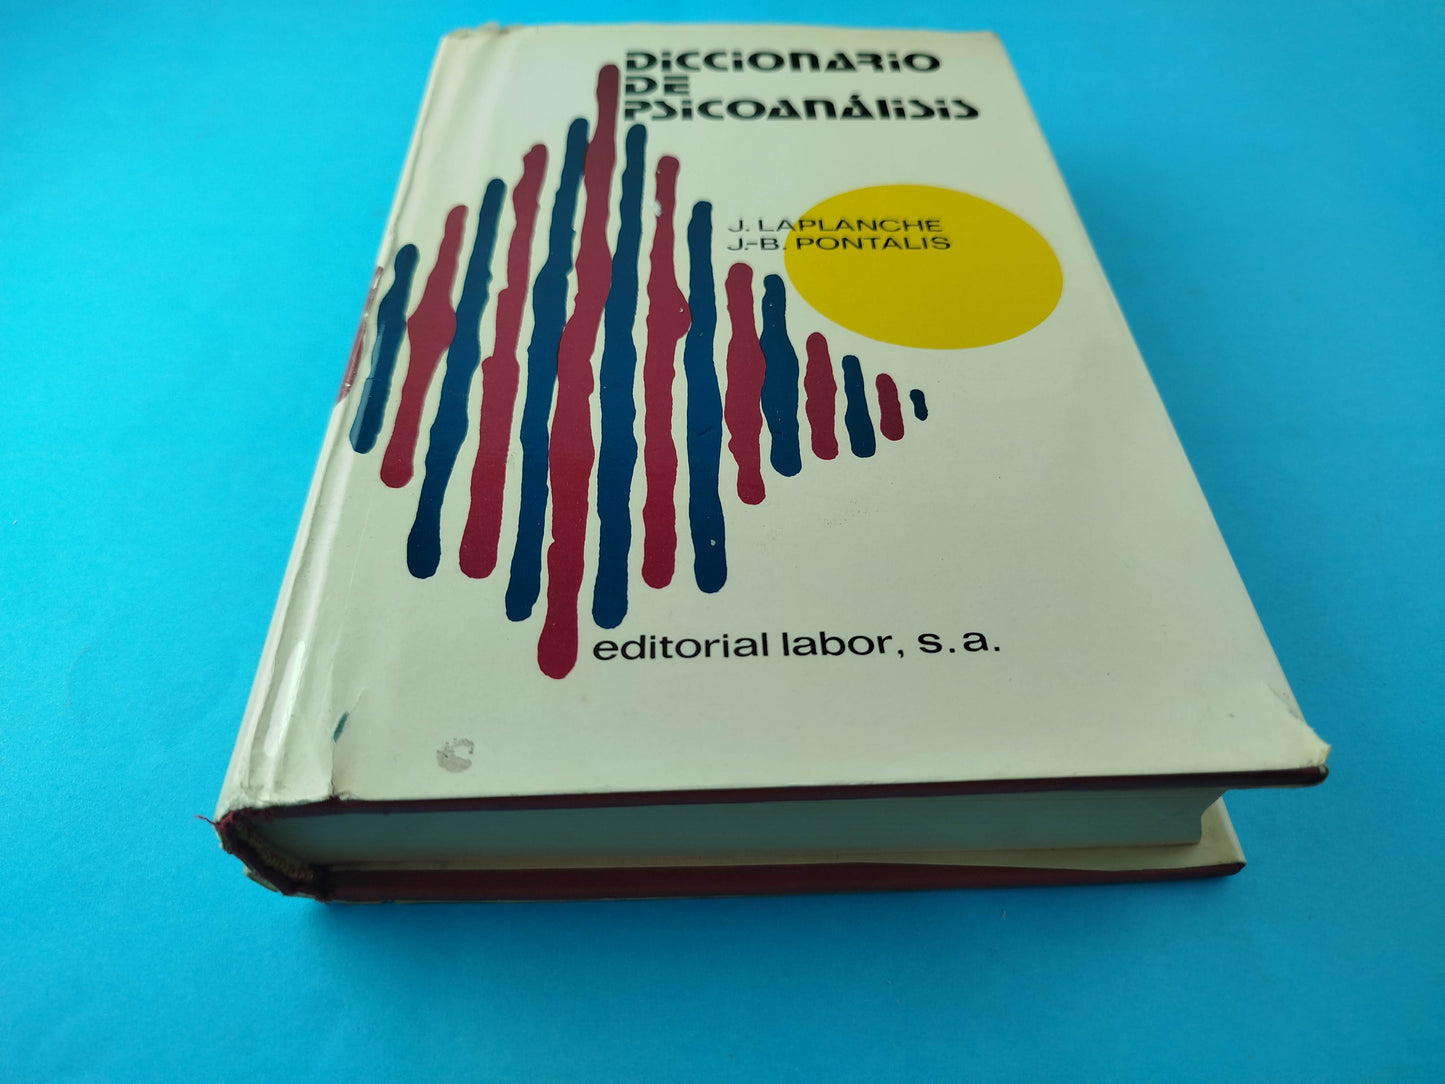 DICCIONARIO
DE
PSICOANÁLISIS
J. LAPLANCHE
J.-B. PONTALIS
editorial labor, s.a.